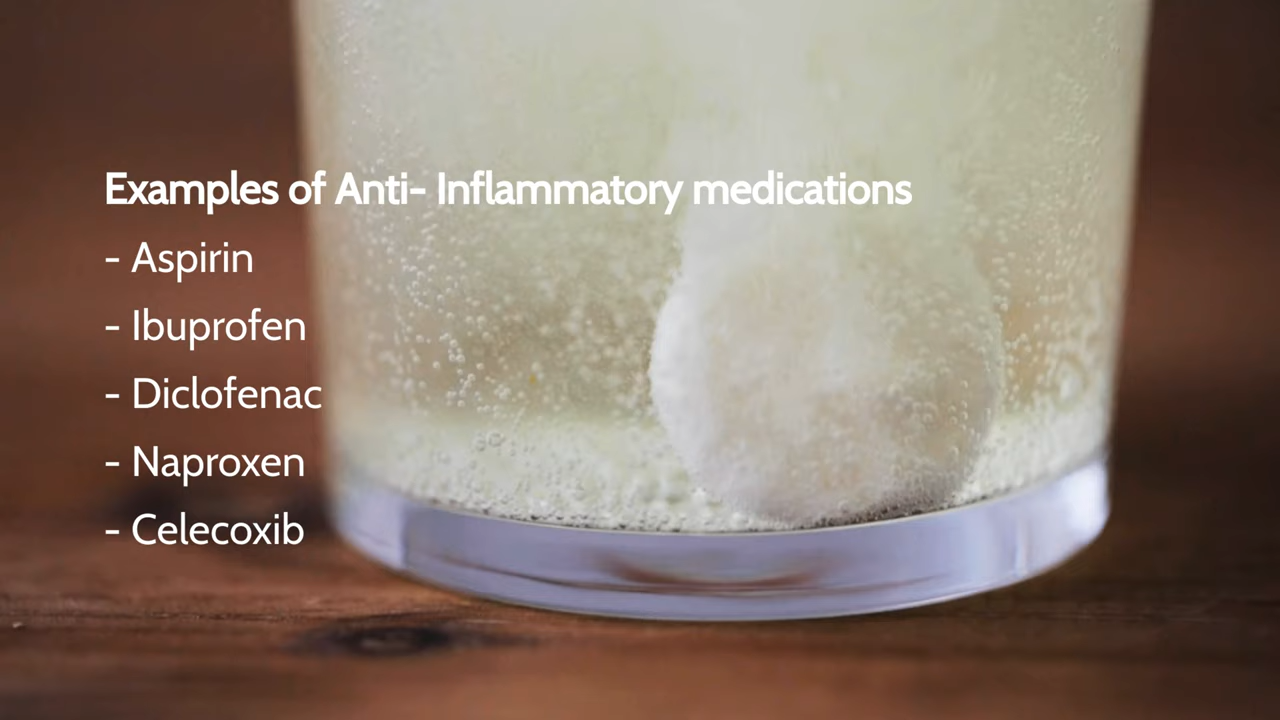 Examples of Anti- Inflammatory medications
- Aspirin
- Ibuprofen
- Diclofenac
- Naproxen
- Celecoxib